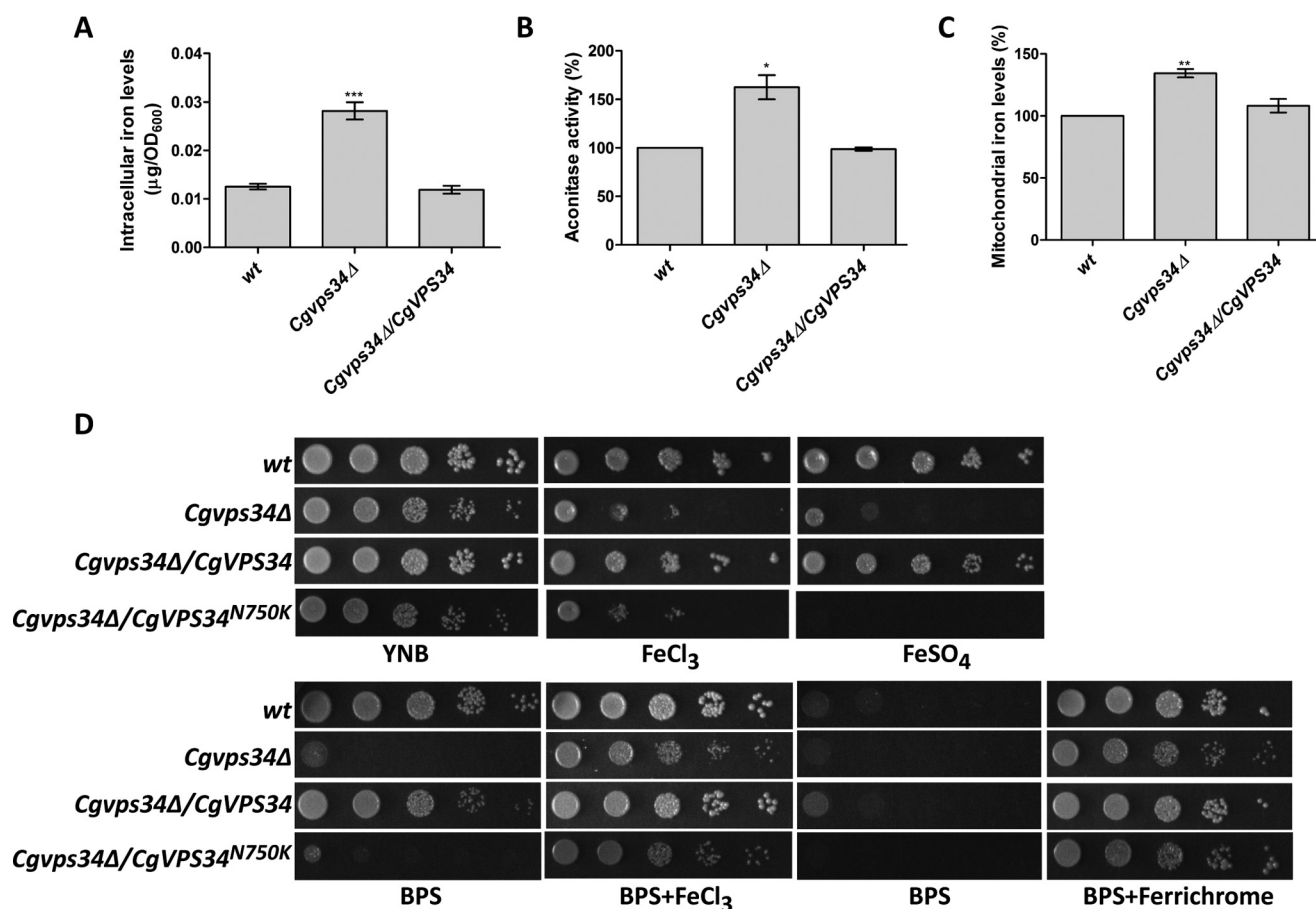 A
Intracellular iron levels
(µg/OD600)
0.04
0.03
0.02
0.01
0.00
***
wt
Cgvps34Δ
Cgvps34Δ/CgVPS34
B
Aconitase activity (%)
200
150
100
50
0
*
wt
Cgvps34Δ
Cgvps34Δ/CgVPS34
C
Mitochondrial iron levels (%)
150
100
50
0
**
wt
Cgvps34Δ
Cgvps34Δ/CgVPS34
D
wt
Cgvps34Δ
Cgvps34Δ/CgVPS34
Cgvps34Δ/CgVPS34N750K
YNB FeCl3 FeSO4
wt
Cgvps34Δ
Cgvps34Δ/CgVPS34
Cgvps34Δ/CgVPS34N750K
BPS BPS+FeCl3 BPS BPS+Ferrichrome